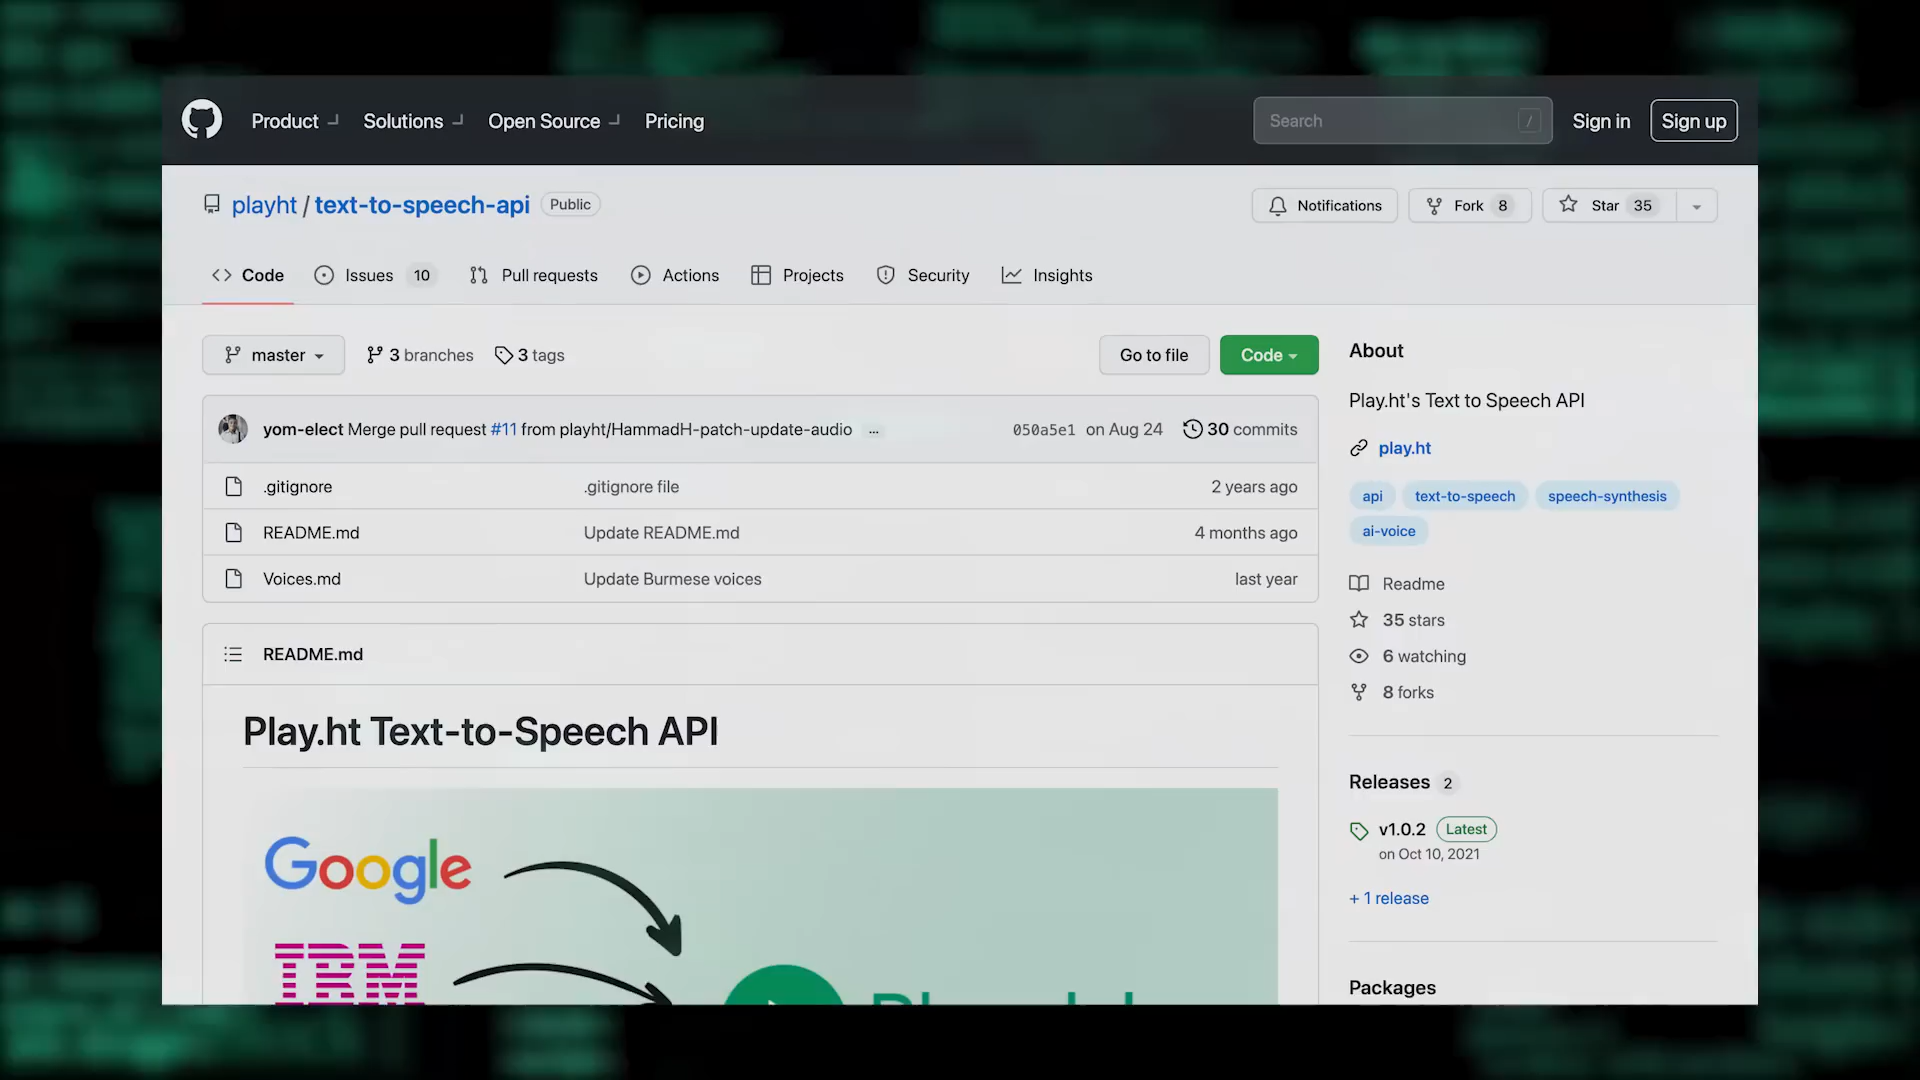 Product Solutions Open Source Pricing Search / Sign in Sign up
playht / text-to-speech-api Public Notifications Fork 8 Star 35
Code Issues 10 Pull requests Actions Projects Security Insights
master 3 branches 3 tags Go to file Code
yom-elect Merge pull request #11 from playht/HammadH-patch-update-audio ... 050a5e1 on Aug 24 30 commits
.gitignore .gitignore file 2 years ago
README.md Update README.md 4 months ago
Voices.md Update Burmese voices last year
README.md
Play.ht Text-to-Speech API
Google
IBM
About
Play.ht's Text to Speech API
play.ht
api text-to-speech speech-synthesis
ai-voice
Readme
35 stars
6 watching
8 forks
Releases 2
v1.0.2 Latest
on Oct 10, 2021
+ 1 release
Packages